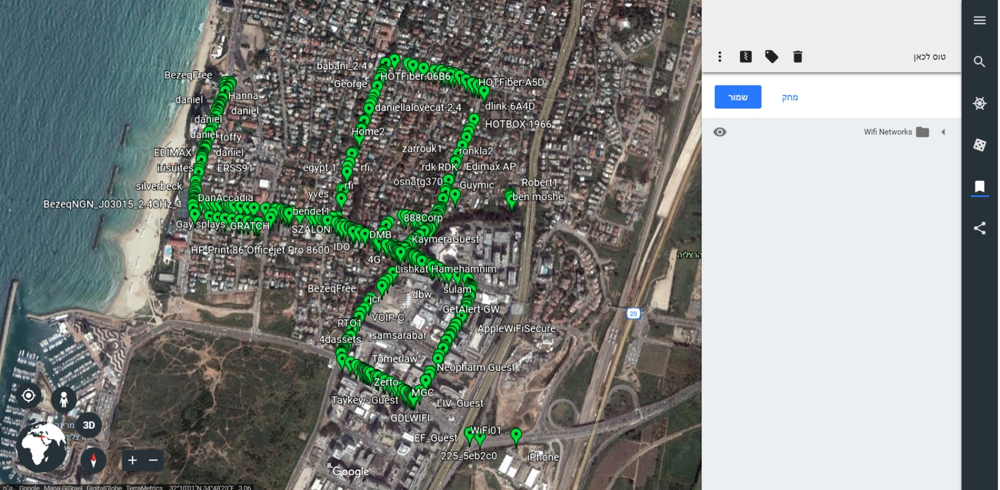 babani_2.4
BezeqFree
HOTFiber-06B6
George
HOTFiber-A5D
Hanna
daniel
daniellalovecat-2.4
dlink-6A4D
daniel
daniel
HOTBOX-1966
daniel
toffy
Home2
EDIMAX
daniel
zarrouk1
ronkla2
irisuites
ERSS91
egypt 1
rfi
rdk
RDK
Edimax AP
silverbeck
rfi
osnatg370
Guymic
Robert1
yves
ben moshe
DanAccadia
BezeqNGN_J03015_2.4GHz_1
bendet1
888Corp
Gay splays
GRATCH
SZALON
DMB
KaymeraGuest
HP-Print-86-Officejet Pro 8600
IDO
4G
הרצליה
Lishkat Hamehamnim
BezeqFree
dbw
sulam
jcr
GetAlert-GW
VOIP-C
RTO1
AppleWiFiSecure
samsarabar
4dassets
Tomerlaw
Neopharm Guest
Zerto
MGC
Taykey - Guest
LIV_Guest
GDLWIFI
WiFi01
EF_Guest
225_5eb2c0
iPhone
20
3D
IL
Google
Google Mapa GISrael DigitalGlobe TerraMetrics 32°10'01"N 34°48'23"E 3.06
טוס לכאן
שמור
מחק
Wifi Networks